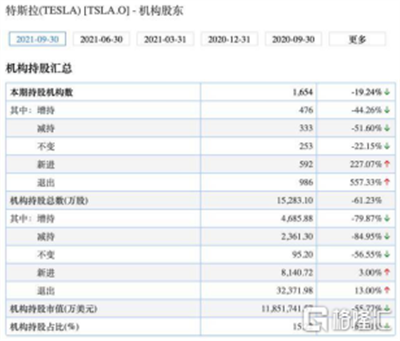 特斯拉(TESLA) [TSLA.O] - 机构股东
2021-09-30 2021-06-30 2021-03-31 2020-12-31 2020-09-30 更多
机构持股汇总
本期持股机构数 1,654 -19.24%↓
其中：增持 476 -44.26%↓
减持 333 -51.60%↓
不变 253 -22.15%↓
新进 592 227.07%↑
退出 986 557.33%↑
机构持股总数(万股) 15,283.10 -61.23%
其中：增持 4,685.88 -79.87%↓
减持 2,361.30 -84.95%↓
不变 95.20 -56.55%↓
新进 8,140.72 3.00%↑
退出 32,371.98 13.00%↑
机构持股市值(万美元) 11,851,741
机构持股占比(%)
格隆汇